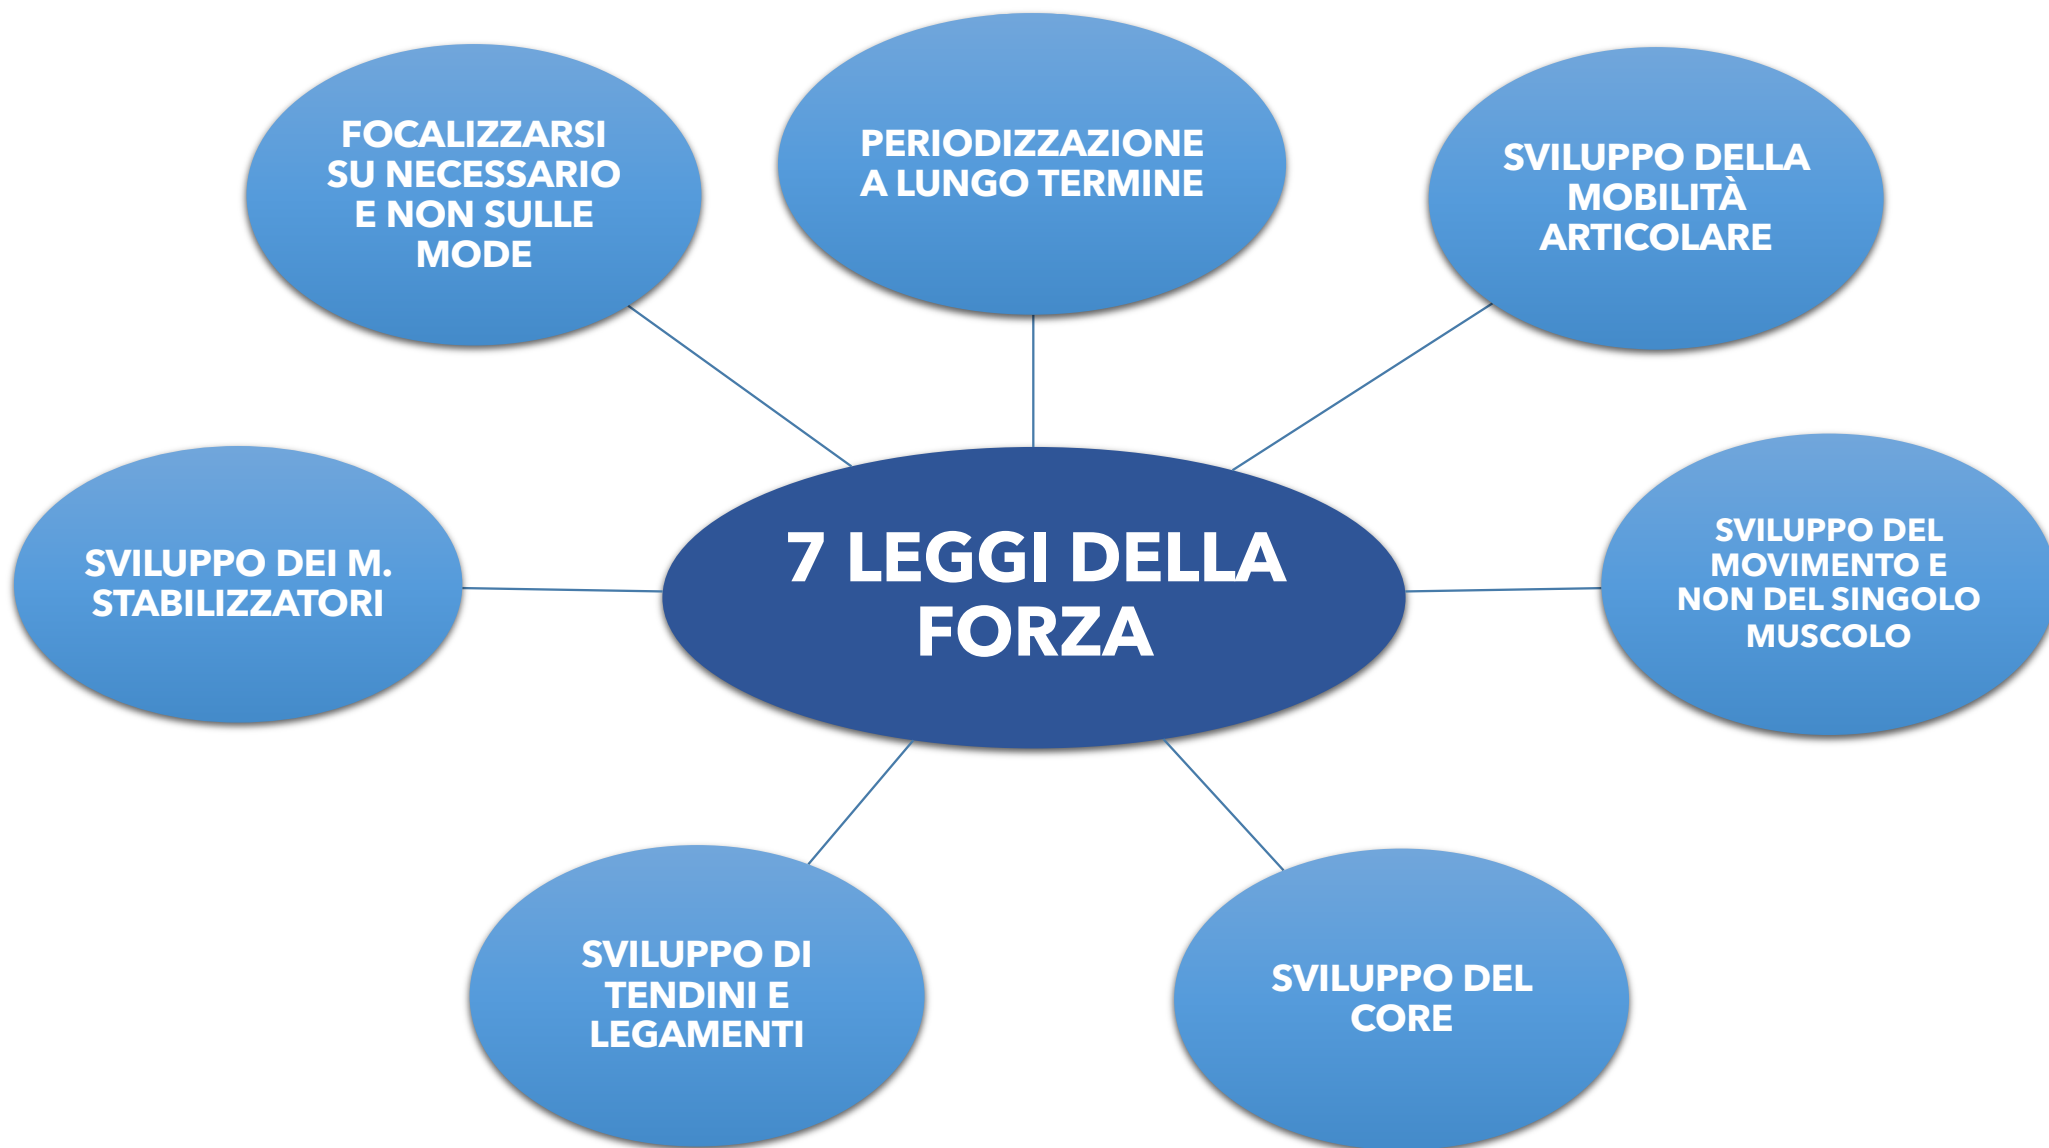 FOCALIZZARSI
SU NECESSARIO
E NON SULLE
MODE
PERIODIZZAZIONE
A LUNGO TERMINE
SVILUPPO DELLA
MOBILITÀ
ARTICOLARE
SVILUPPO DEI M.
STABILIZZATORI
7 LEGGI DELLA
FORZA
SVILUPPO DEL
MOVIMENTO E
NON DEL SINGOLO
MUSCOLO
SVILUPPO DI
TENDINI E
LEGAMENTI
SVILUPPO DEL
CORE